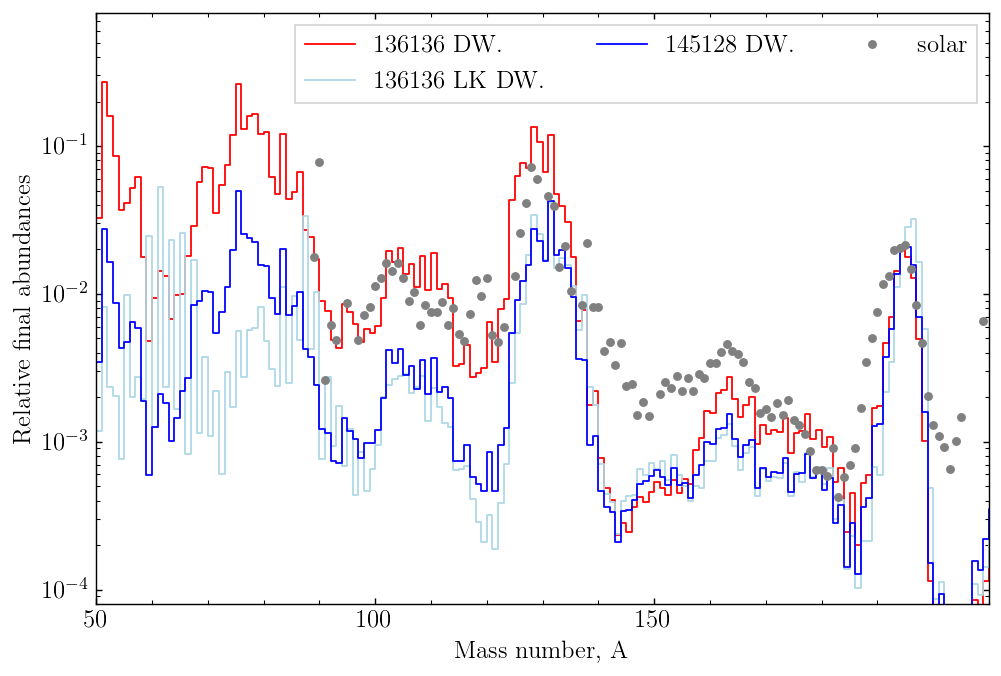 136136 DW.
136136 LK DW.
145128 DW.
solar
Relative final abundances
10⁻¹
10⁻²
10⁻³
10⁻⁴
50
100
150
Mass number, A